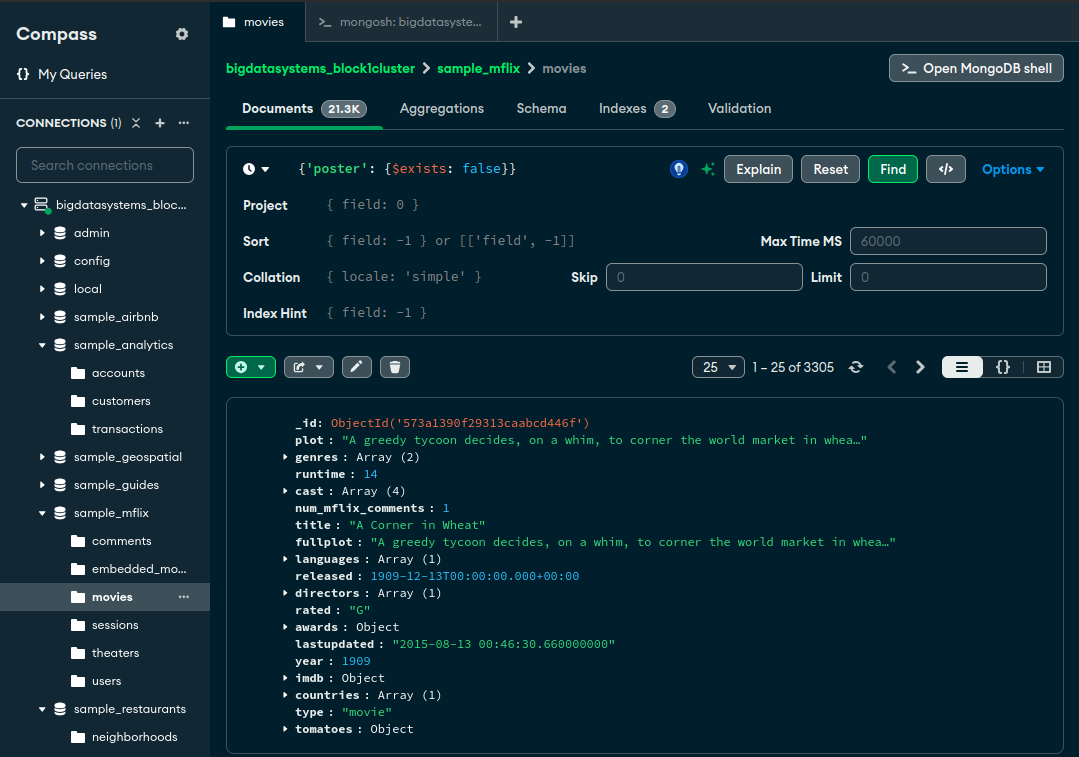 Compass
{} My Queries
CONNECTIONS (1)
Search connections
bigdatasystems_bloc...
admin
config
local
sample_airbnb
sample_analytics
accounts
customers
transactions
sample_geospatial
sample_guides
sample_mflix
comments
embedded_mo...
movies
sessions
theaters
users
sample_restaurants
neighborhoods
movies
>_ mongosh: bigdatasyste...
bigdatasystems_block1cluster > sample_mflix > movies
>_ Open MongoDB shell
Documents 21.3K Aggregations Schema Indexes 2 Validation
{'poster': {$exists: false}}
Explain Reset Find </> Options
Project { field: 0 }
Sort { field: -1 } or [['field', -1]]
Max Time MS 60000
Collation { locale: 'simple' }
Skip 0 Limit 0
Index Hint { field: -1 }
25 1 – 25 of 3305 {}
_id: ObjectId('573a1390f29313caabcd446f')
plot : "A greedy tycoon decides, on a whim, to corner the world market in whea…"
genres : Array (2)
runtime : 14
cast : Array (4)
num_mflix_comments : 1
title : "A Corner in Wheat"
fullplot : "A greedy tycoon decides, on a whim, to corner the world market in whea…"
languages : Array (1)
released : 1909-12-13T00:00:00.000+00:00
directors : Array (1)
rated : "G"
awards : Object
lastupdated : "2015-08-13 00:46:30.660000000"
year : 1909
imdb : Object
countries : Array (1)
type : "movie"
tomatoes : Object